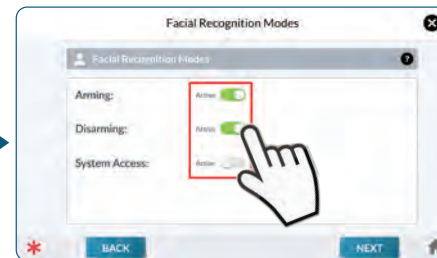 Facial Recognition Modes
Facial Recognition Modes
Arming: Active
Disarming: Active
System Access: Active
BACK NEXT